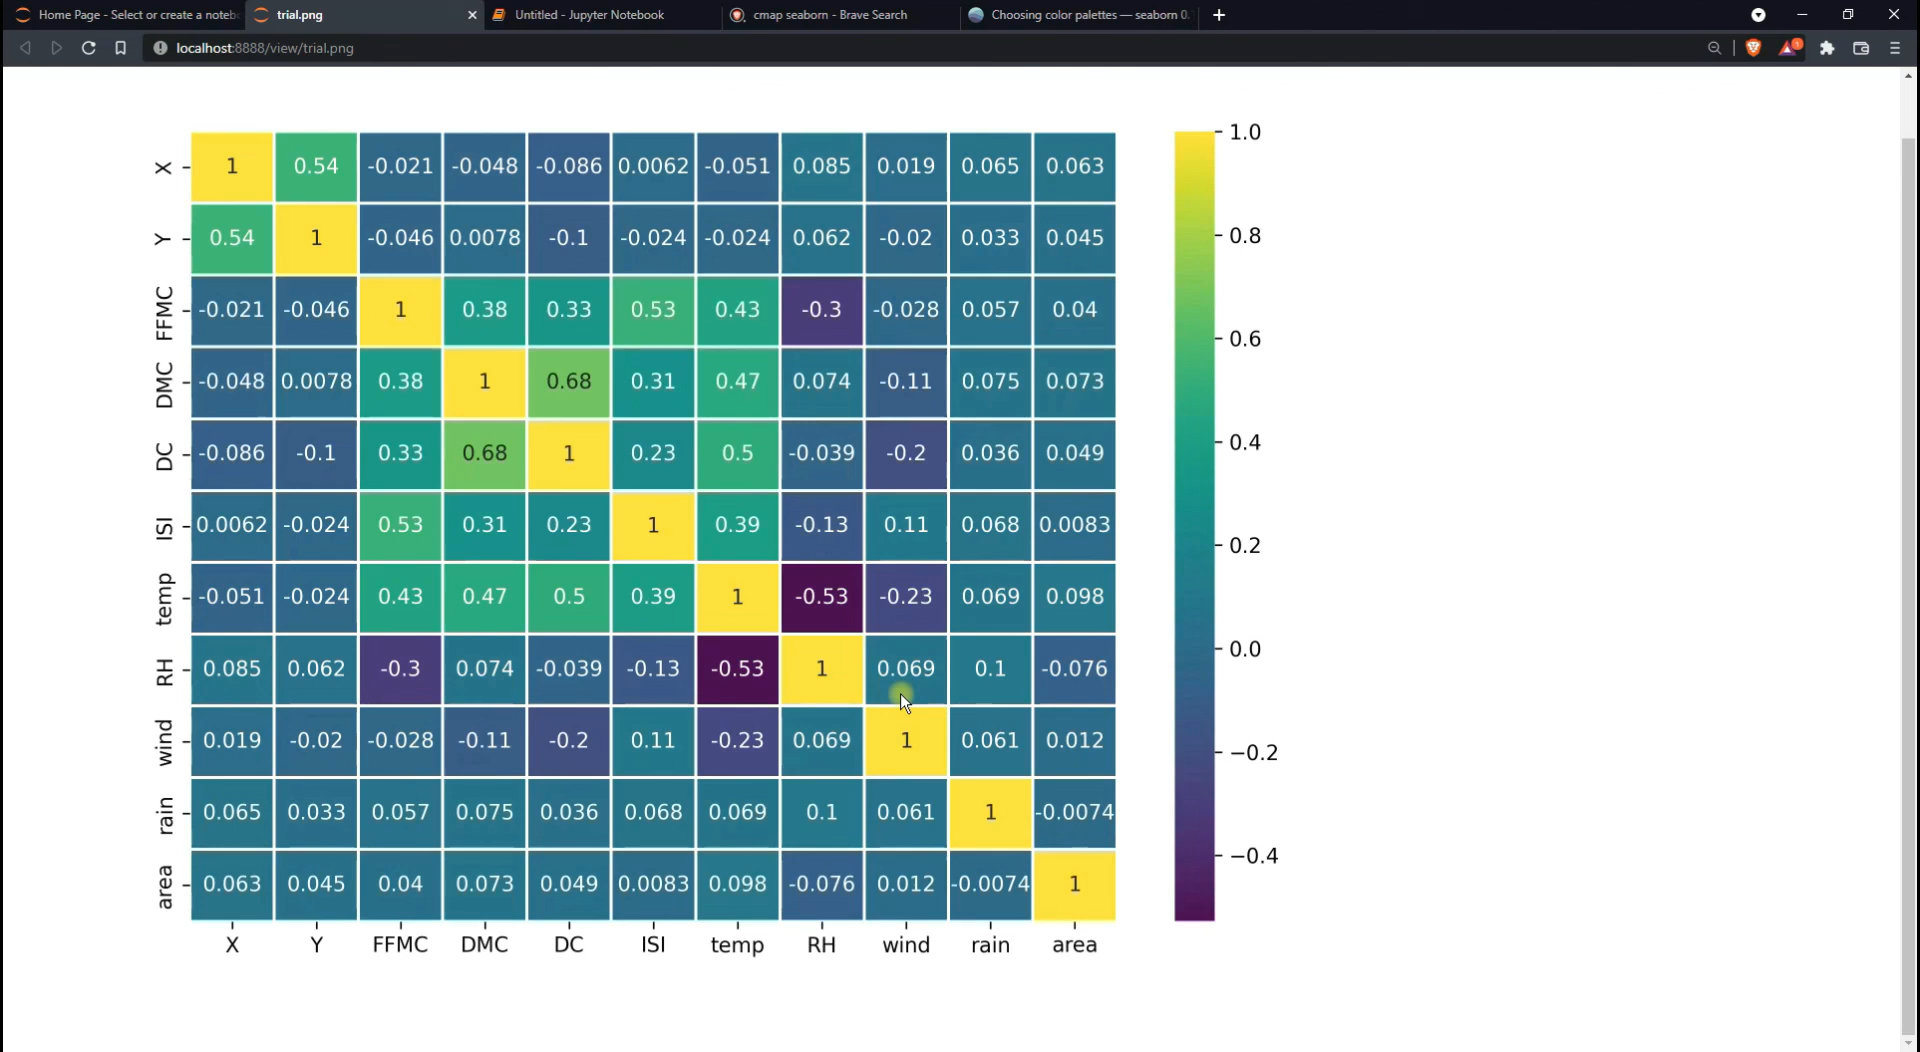 Home Page - Select or create a noteb
trial.png
Untitled - Jupyter Notebook
cmap seaborn - Brave Search
Choosing color palettes — seaborn 0.
localhost:8888/view/trial.png
1
X 1 0.54 -0.021 -0.048 -0.086 0.0062 -0.051 0.085 0.019 0.065 0.063
Y 0.54 1 -0.046 0.0078 -0.1 -0.024 -0.024 0.062 -0.02 0.033 0.045
FFMC -0.021 -0.046 1 0.38 0.33 0.53 0.43 -0.3 -0.028 0.057 0.04
DMC -0.048 0.0078 0.38 1 0.68 0.31 0.47 0.074 -0.11 0.075 0.073
DC -0.086 -0.1 0.33 0.68 1 0.23 0.5 -0.039 -0.2 0.036 0.049
ISI 0.0062 -0.024 0.53 0.31 0.23 1 0.39 -0.13 0.11 0.068 0.0083
temp -0.051 -0.024 0.43 0.47 0.5 0.39 1 -0.53 -0.23 0.069 0.098
RH 0.085 0.062 -0.3 0.074 -0.039 -0.13 -0.53 1 0.069 0.1 -0.076
wind 0.019 -0.02 -0.028 -0.11 -0.2 0.11 -0.23 0.069 1 0.061 0.012
rain 0.065 0.033 0.057 0.075 0.036 0.068 0.069 0.1 0.061 1 -0.0074
area 0.063 0.045 0.04 0.073 0.049 0.0083 0.098 -0.076 0.012 -0.0074 1
X Y FFMC DMC DC ISI temp RH wind rain area
1.0
0.8
0.6
0.4
0.2
0.0
−0.2
−0.4